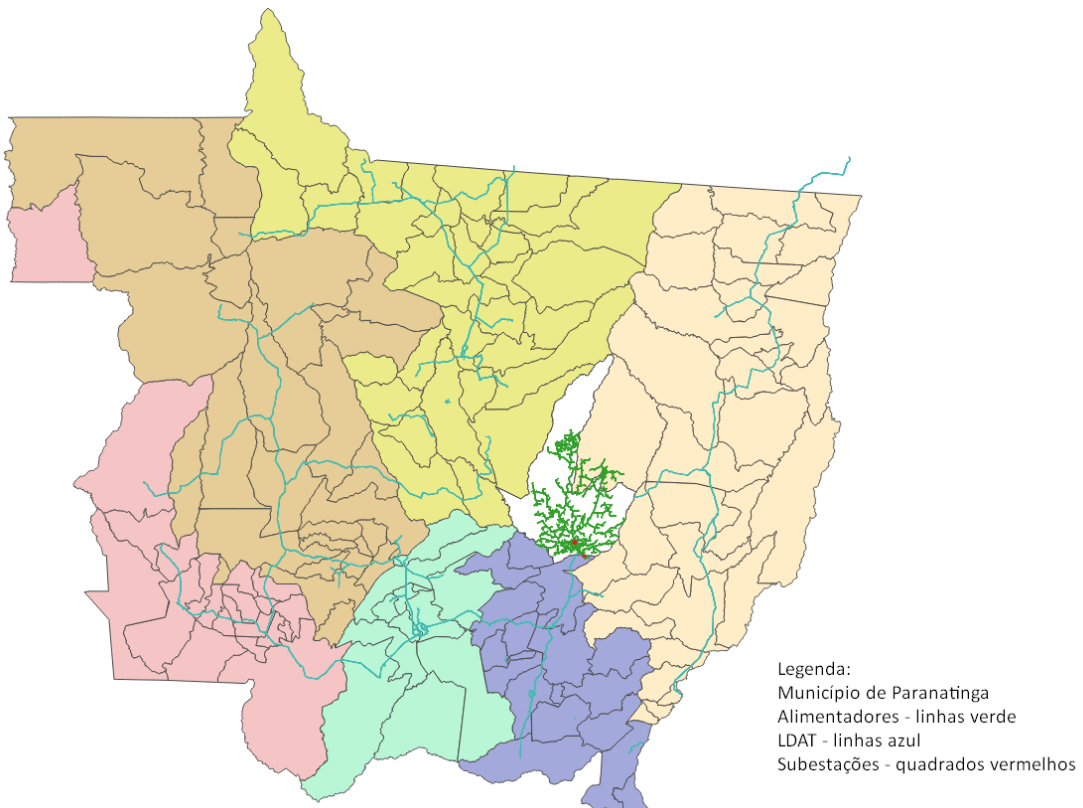 Legenda:
Município de Paranatinga
Alimentadores - linhas verde
LDAT - linhas azul
Subestações - quadrados vermelhos